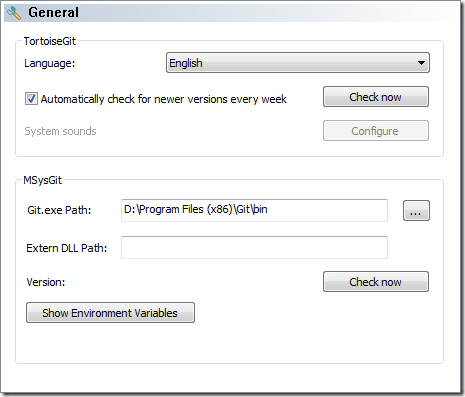 General
TortoiseGit
Language:
English
Automatically check for newer versions every week
Check now
System sounds
Configure
MSysGit
Git.exe Path:
D:\Program Files (x86)\Git\bin
...
Extern DLL Path:
Version:
Check now
Show Environment Variables